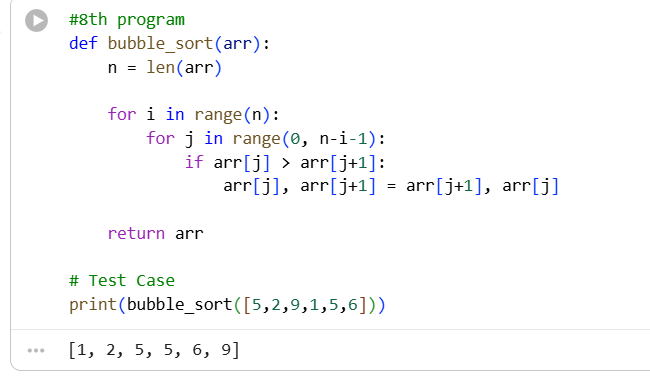 #8th program
def bubble_sort(arr):
    n = len(arr)

    for i in range(n):
        for j in range(0, n-i-1):
            if arr[j] > arr[j+1]:
                arr[j], arr[j+1] = arr[j+1], arr[j]

    return arr

# Test Case
print(bubble_sort([5,2,9,1,5,6]))
[1, 2, 5, 5, 6, 9]